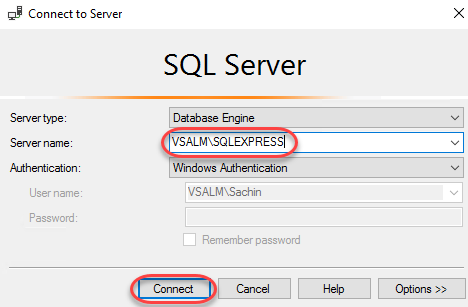 Connect to Server
SQL Server
Server type: Database Engine
Server name: VSALM\SQLEXPRESS
Authentication: Windows Authentication
User name: VSALM\Sachin
Password:
Remember password
Connect Cancel Help Options >>